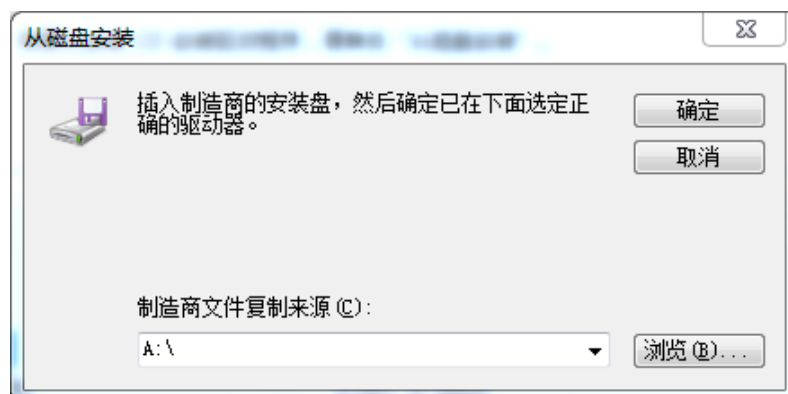 从磁盘安装
插入制造商的安装盘，然后确定已在下面选定正
确的驱动器。
确定
取消
制造商文件复制来源(C):
A:\
浏览(B)...